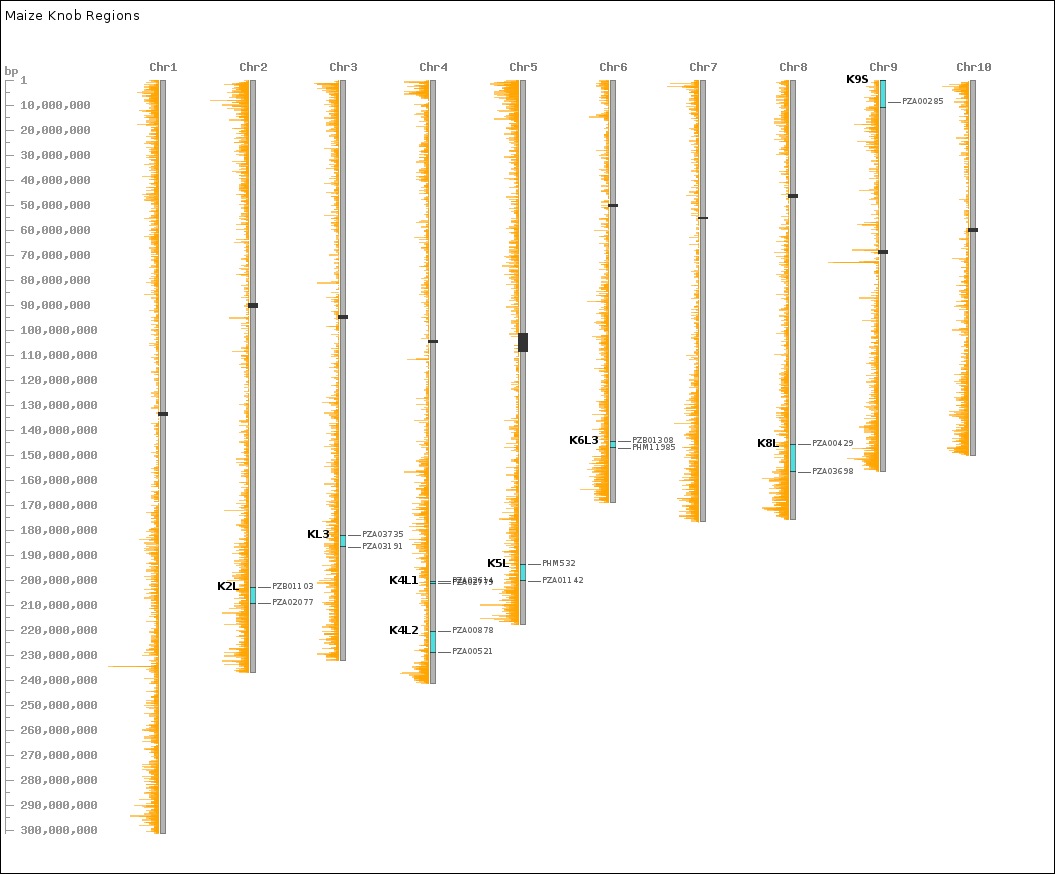 Maize Knob Regions
Chr1 Chr2 Chr3 Chr4 Chr5 Chr6 Chr7 Chr8 Chr9 Chr10
bp
1
K9S
PZA00285
10,000,000
20,000,000
30,000,000
40,000,000
50,000,000
60,000,000
70,000,000
80,000,000
90,000,000
100,000,000
110,000,000
120,000,000
130,000,000
140,000,000
K6L3 PZB01308
PHM11985
K8L PZA00429
150,000,000
160,000,000
PZA03698
170,000,000
180,000,000
KL3 PZA03735
PZA03191
190,000,000
K5L PHM532
PZA01142
200,000,000
K4L1
K2L PZB01103
PZA02077
210,000,000
220,000,000
K4L2 PZA00878
PZA00521
230,000,000
240,000,000
250,000,000
260,000,000
270,000,000
280,000,000
290,000,000
300,000,000